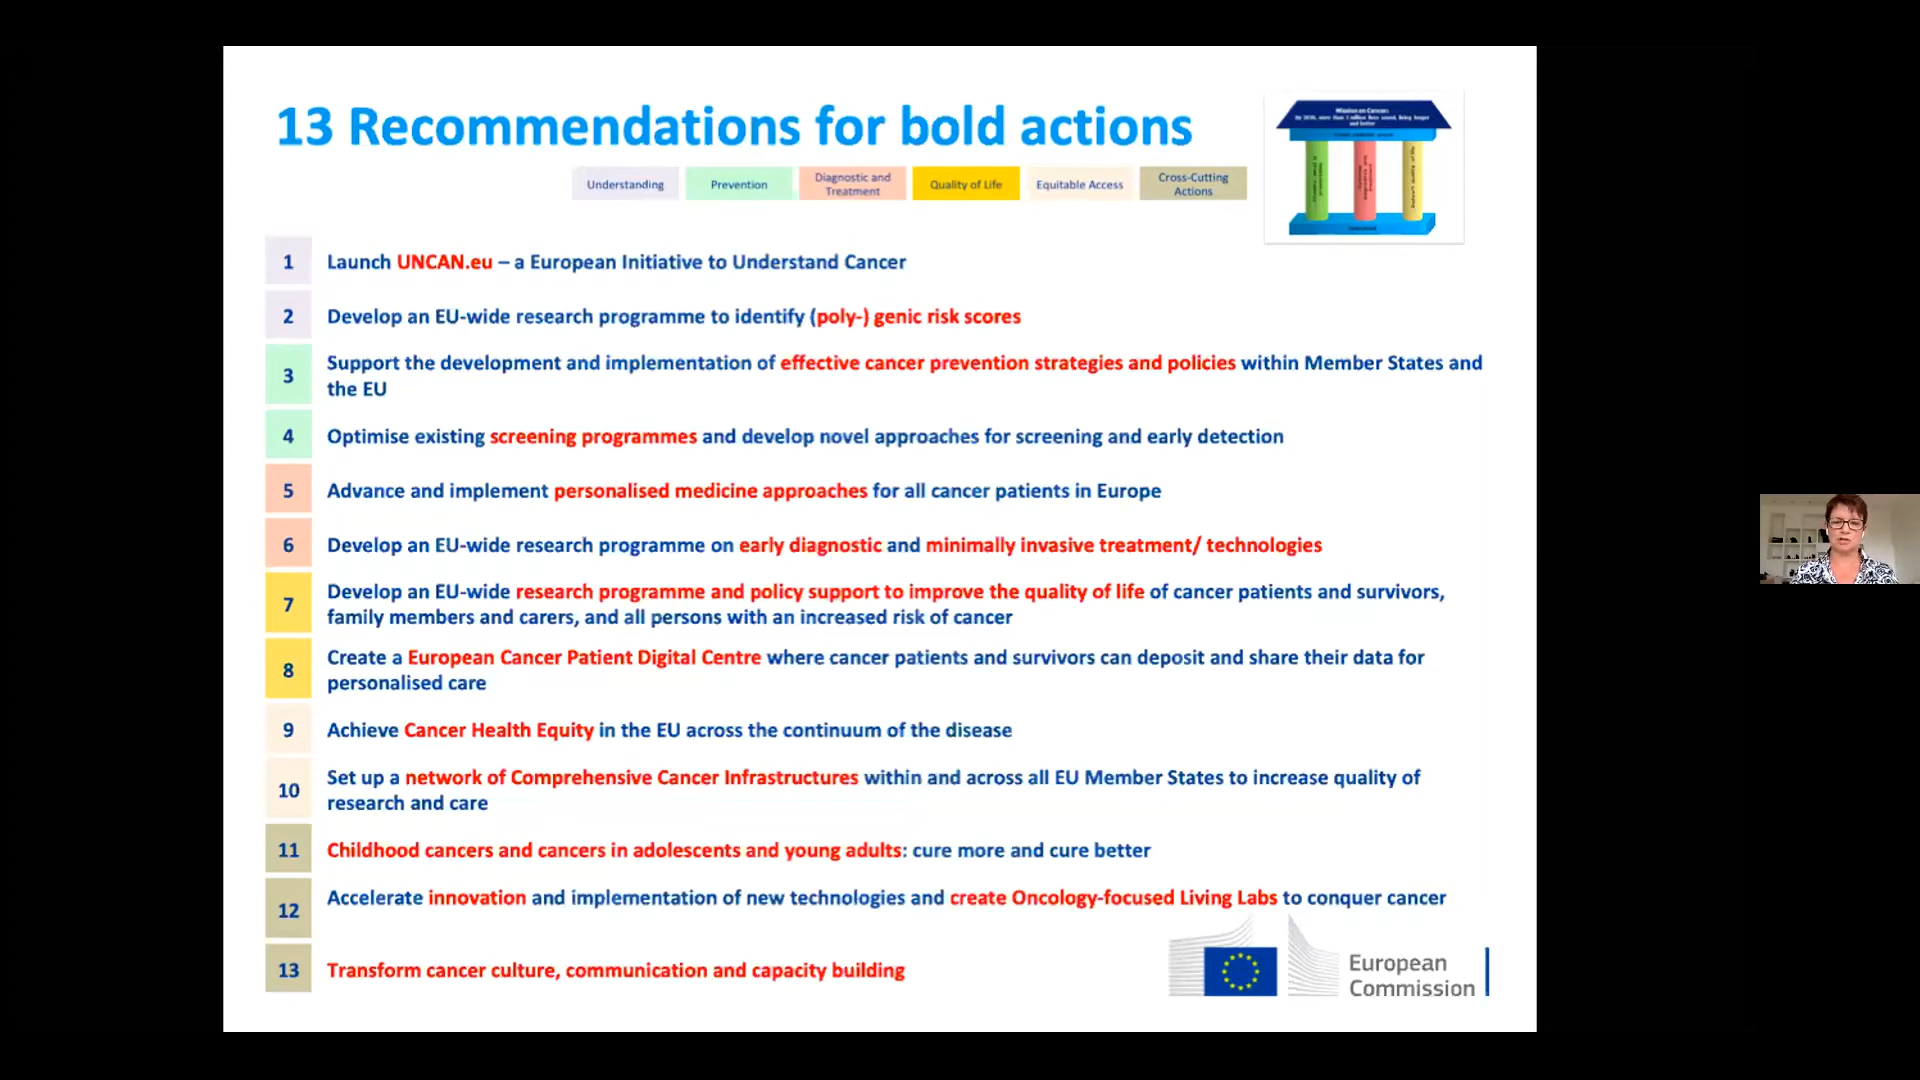 13 Recommendations for bold actions
Mission on Cancer:
Understanding
Prevention
Diagnostic and
Treatment
Quality of Life
Equitable Access
Cross-Cutting
Actions
1 Launch UNCAN.eu – a European Initiative to Understand Cancer
2 Develop an EU-wide research programme to identify (poly-) genic risk scores
3 Support the development and implementation of effective cancer prevention strategies and policies within Member States and
the EU
4 Optimise existing screening programmes and develop novel approaches for screening and early detection
5 Advance and implement personalised medicine approaches for all cancer patients in Europe
6 Develop an EU-wide research programme on early diagnostic and minimally invasive treatment/ technologies
7 Develop an EU-wide research programme and policy support to improve the quality of life of cancer patients and survivors,
family members and carers, and all persons with an increased risk of cancer
8 Create a European Cancer Patient Digital Centre where cancer patients and survivors can deposit and share their data for
personalised care
9 Achieve Cancer Health Equity in the EU across the continuum of the disease
10 Set up a network of Comprehensive Cancer Infrastructures within and across all EU Member States to increase quality of
research and care
11 Childhood cancers and cancers in adolescents and young adults: cure more and cure better
12 Accelerate innovation and implementation of new technologies and create Oncology-focused Living Labs to conquer cancer
13 Transform cancer culture, communication and capacity building
European
Commission